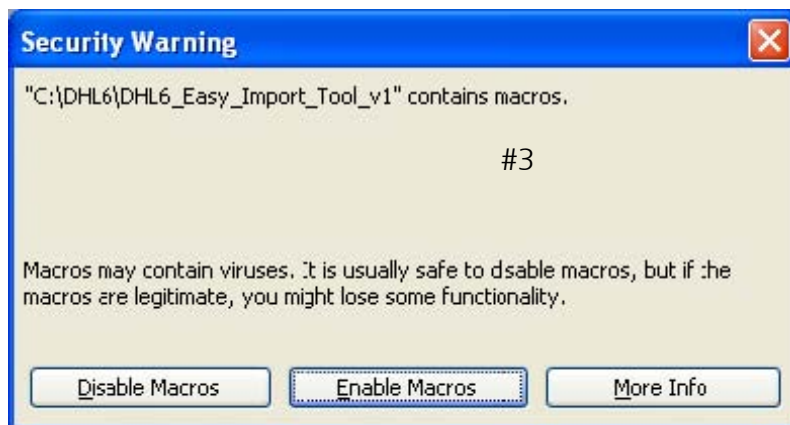 Security Warning
"C:\DHL6\DHL6_Easy_Import_Tool_v1" contains macros.
#3
Macros may contain viruses. It is usually safe to disable macros, but if the
macros are legitimate, you might lose some functionality.
Disable Macros Enable Macros More Info